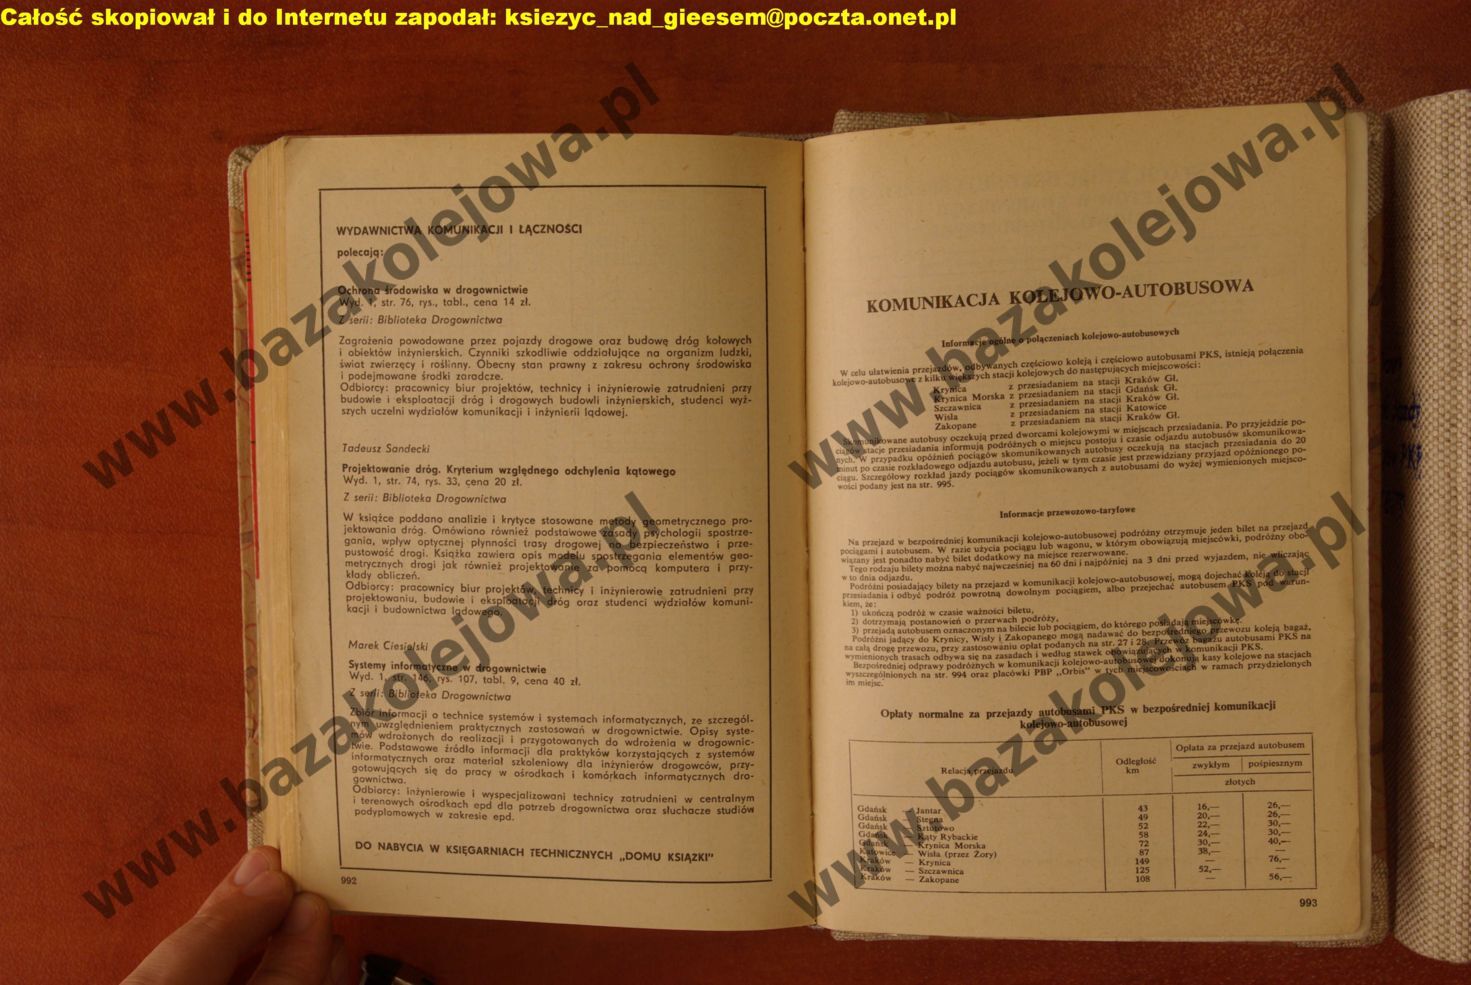 Całość skopiował i do Internetu zapodał: ksiezyc_nad_gieesem@poczta.onet.pl
www.bazakolejowa.pl
www.bazakolejowa.pl
www.bazakolejowa.pl
www.bazakolejowa.pl
WYDAWNICTWA KOMUNIKACJI I ŁĄCZNOŚCI
polecają:
Ochrona środowiska w drogownictwie
Wyd. 1, str. 76, rys., tabl., cena 14 zł.
Z serii: Biblioteka Drogownictwa
Zagrożenia powodowane przez pojazdy drogowe oraz budowę dróg kołowych
i obiektów inżynierskich. Czynniki szkodliwie oddziałujące na organizm ludzki,
świat zwierzęcy i roślinny. Obecny stan prawny z zakresu ochrony środowiska
i podejmowane środki zaradcze.
Odbiorcy: pracownicy biur projektów, technicy i inżynierowie zatrudnieni przy
budowie i eksploatacji dróg i drogowych budowli inżynierskich, studenci wyż-
szych uczelni wydziałów komunikacji i inżynierii lądowej.
Tadeusz Sandecki
Projektowanie dróg. Kryterium względnego odchylenia kątowego
Wyd. 1, str. 74, rys. 33, cena 20 zł.
Z serii: Biblioteka Drogownictwa
W książce poddano analizie i krytyce stosowane metody geometrycznego pro-
jektowania dróg. Omówiono również podstawowe zasady psychologii spostrze-
gania, wpływ optycznej płynności trasy drogowej na bezpieczeństwo i prze-
pustowość drogi. Książka zawiera opis modelu spostrzegania elementów geo-
metrycznych drogi jak również projektowanie za pomocą komputera i przy-
kłady obliczeń.
Odbiorcy: pracownicy biur projektów, technicy i inżynierowie zatrudnieni przy
projektowaniu, budowie i eksploatacji dróg oraz studenci wydziałów komuni-
kacji i budownictwa lądowego.
Marek Ciesielski
Systemy informatyczne w drogownictwie
Wyd. 1, str. 146, rys. 107, tabl. 9, cena 40 zł.
Z serii: Biblioteka Drogownictwa
Zbiór informacji o technice systemów i systemach informatycznych, ze szczegól-
nym uwzględnieniem praktycznych zastosowań w drogownictwie. Opisy syste-
mów wdrożonych do realizacji i przygotowanych do wdrożenia w drogownic-
twie. Podstawowe źródło informacji dla praktyków korzystających z systemów
informatycznych oraz materiał szkoleniowy dla inżynierów drogowców, przy-
gotowujących się do pracy w ośrodkach i komórkach informatycznych dro-
gownictwa.
Odbiorcy: inżynierowie i wyspecjalizowani technicy zatrudnieni w centralnym
i terenowych ośrodkach epd dla potrzeb drogownictwa oraz słuchacze studiów
podyplomowych w zakresie epd.
DO NABYCIA W KSIĘGARNIACH TECHNICZNYCH „DOMU KSIĄŻKI"
992
KOMUNIKACJA KOLEJOWO-AUTOBUSOWA
Informacje ogólne o połączeniach kolejowo-autobusowych
W celu ułatwienia przejazdów, odbywanych częściowo koleją i częściowo autobusami PKS, istnieją połączenia
kolejowo-autobusowe z kilku większych stacji kolejowych do następujących miejscowości:
Krynica z przesiadaniem na stacji Kraków Gł.
Krynica Morska z przesiadaniem na stacji Gdańsk Gł.
Szczawnica z przesiadaniem na stacji Kraków Gł.
Wisła z przesiadaniem na stacji Katowice
Zakopane z przesiadaniem na stacji Kraków Gł.
Skomunikowane autobusy oczekują przed dworcami kolejowymi w miejscach przesiadania. Po przyjeździe po-
ciągów stacje przesiadania informują podróżnych o miejscu postoju i czasie odjazdu autobusów skomunikowa-
nych. W przypadku opóźnień pociągów skomunikowanych autobusy oczekują na stacjach przesiadania do 20
minut po czasie rozkładowego odjazdu autobusu, jeżeli w tym czasie jest przewidziany przyjazd opóźnionego po-
ciągu. Szczegółowy rozkład jazdy pociągów skomunikowanych z autobusami do wyżej wymienionych miejsco-
wości podany jest na str. 995.
Informacje przewozowo-taryfowe
Na przejazd w bezpośredniej komunikacji kolejowo-autobusowej podróżny otrzymuje jeden bilet na przejazd
pociągami i autobusem. W razie użycia pociągu lub wagonu, w którym obowiązują miejscówki, podróżny obo-
wiązany jest ponadto nabyć bilet dodatkowy na miejsce rezerwowane.
Tego rodzaju bilety można nabyć najwcześniej na 60 dni i najpóźniej na 3 dni przed wyjazdem, nie wliczając
w to dnia odjazdu.
Podróżni posiadający bilety na przejazd w komunikacji kolejowo-autobusowej, mogą dojechać koleją do stacji
przesiadania i odbyć podróż powrotną dowolnym pociągiem, albo przejechać autobusem PKS pod warun-
kiem, że:
1) ukończą podróż w czasie ważności biletu,
2) dotrzymają postanowień o przerwach podróży,
3) przejadą autobusem oznaczonym na bilecie lub pociągiem, do którego posiadają miejscówkę.
Podróżni jadący do Krynicy, Wisły i Zakopanego mogą nadawać do bezpośredniego przewozu koleją bagaż,
na całą drogę przewozu, przy zastosowaniu opłat podanych na str. 27 i 28. Przewóz bagażu autobusami PKS na
wymienionych trasach odbywa się na zasadach i według stawek obowiązujących w komunikacji PKS.
Bezpośredniej odprawy podróżnych w komunikacji kolejowo-autobusowej dokonują kasy kolejowe na stacjach
wyszczególnionych na str. 994 oraz placówki PBP „Orbis" w tych miejscowościach w ramach przydzielonych
im miejsc.
Opłaty normalne za przejazdy autobusami PKS w bezpośredniej komunikacji
kolejowo-autobusowej
Relacja przejazdu Odległość km Opłata za przejazd autobusem
zwykłym pośpiesznym
złotych
Gdańsk — Jantar 43 16,— 26,—
Gdańsk — Stegna 49 20,— 26,—
Gdańsk — Sztutowo 52 22,— 30,—
Gdańsk — Kąty Rybackie 58 24,— 30,—
Gdańsk — Krynica Morska 72 30,— 40,—
Katowice — Wisła (przez Żory) 87 38,— —
Kraków — Krynica 149 — 76,—
Kraków — Szczawnica 125 52,— —
Kraków — Zakopane 108 — 56,—
993